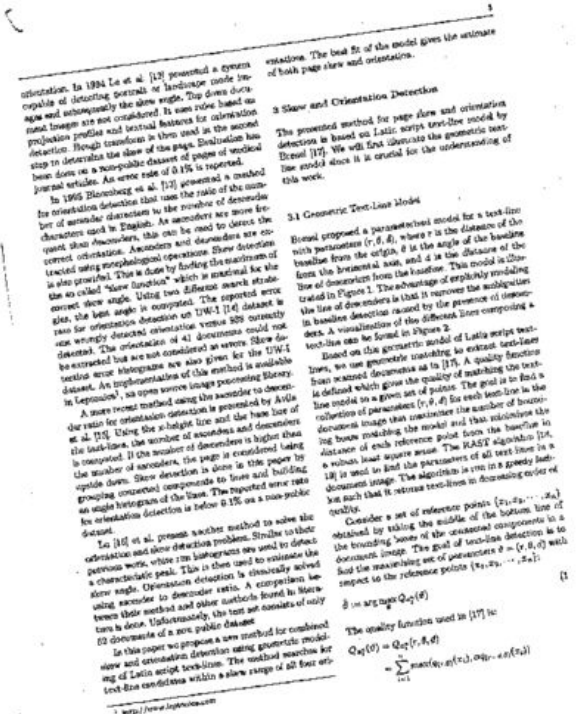 3
orientation. In 1994 Le et al. [13] presented a system
capable of detecting portrait or landscape mode im-
ages and subsequently the skew angle. Top down docu-
ment images are not considered. It uses rules based on
projection profiles and textual features for orientation
detection. Hough transform is then used in the second
step to determine the skew of the page. Evaluation has
been done on a non-public dataset of pages of medical
journal articles. An error rate of 0.1% is reported.
In 1995 Bloomberg et al. [12] presented a method
for orientation detection that uses the ratio of the num-
ber of ascender characters to the number of descender
characters used in English. As ascenders are more fre-
quent than descenders, this can be used to detect the
correct orientation. Ascenders and descenders are ex-
tracted using morphological operations. Skew detection
is also provided. This is done by finding the maximum of
the so called "skew function" which is maximal for the
correct skew angle. Using two different search strate-
gies, the best angle is computed. The reported error
rate for orientation detection on UW-I [14] dataset is
one wrongly detected orientation versus 938 correctly
detected. The orientation of 41 documents could not
be extracted but are not considered as errors. Skew de-
tection error histograms are also given for the UW-I
dataset. An implementation of this method is available
in Leptonica¹, an open source image processing library.
A more recent method using the ascender to descen-
der ratio for orientation detection is presented by Avila
et al. [15]. Using the x-height line and the base line of
the text-lines, the number of ascenders and descenders
is computed. If the number of descenders is higher than
the number of ascenders, the page is considered being
upside down. Skew detection is done in this paper by
grouping connected components to lines and building
an angle histogram of the lines. The reported error rate
for orientation detection is below 0.1% on a non-public
dataset.
Lu [16] et al. present another method to solve the
orientation and skew detection problem. Similar to their
previous work, white run histograms are used to detect
a characteristic peak. This is then used to estimate the
skew angle. Orientation detection is classically solved
using ascender to descender ratio. A comparison be-
tween their method and other methods found in litera-
ture is done. Unfortunately, the test set consists of only
52 documents of a non public dataset
In this paper we propose a new method for combined
skew and orientation detection using geometric model-
ing of Latin script text-lines. The method searches for
text-line candidates within a skew range of all four ori-
¹ http://www.leptonica.com
entations. The best fit of the model gives the estimate
of both page skew and orientation.
3 Skew and Orientation Detection
The presented method for page skew and orientation
detection is based on Latin script text-line model by
Breuel [17]. We will first illustrate the geometric text-
line model since it is crucial for the understanding of
this work.
3.1 Geometric Text-Line Model
Breuel proposed a parameterized model for a text-line
with parameters (r, θ, d), where r is the distance of the
baseline from the origin, θ is the angle of the baseline
from the horizontal axis, and d is the distance of the
line of descenders from the baseline. This model is illus-
trated in Figure 1. The advantage of explicitly modeling
the line of descenders is that it removes the ambiguities
in baseline detection caused by the presence of descen-
ders. A visualization of the different lines composing a
text-line can be found in Figure 2.
Based on this geometric model of Latin script text-
lines, we use geometric matching to extract text-lines
from scanned documents as in [17]. A quality function
is defined which gives the quality of matching the text-
line model to a given set of points. The goal is to find a
collection of parameters (r, θ, d) for each text-line in the
document image that maximizes the number of bound-
ing boxes matching the model and that minimizes the
distance of each reference point from the baseline in
a robust least square sense. The RAST algorithm [18,
19] is used to find the parameters of all text-lines in a
document image. The algorithm is run in a greedy fash-
ion such that it returns text-lines in decreasing order of
quality.
Consider a set of reference points {x₁, x₂, ··· , xₙ}
obtained by taking the middle of the bottom line of
the bounding boxes of the connected components in a
document image. The goal of text-line detection is to
find the maximizing set of parameters ϑ = (r, θ, d) with
respect to the reference points {x₁, x₂, ··· , xₙ}:
ϑ̂ := arg max Q (ϑ) (1
The quality function used in [17] is: